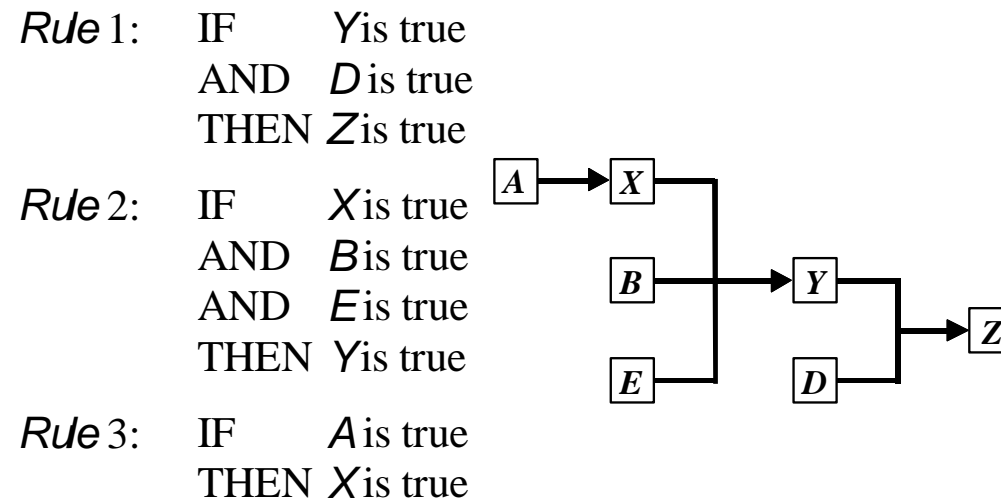 Rule 1: IF Y is true
AND D is true
THEN Z is true
Rule 2: IF X is true
AND B is true
AND E is true
THEN Y is true
Rule 3: IF A is true
THEN X is true
A X
B Y
Z
E D